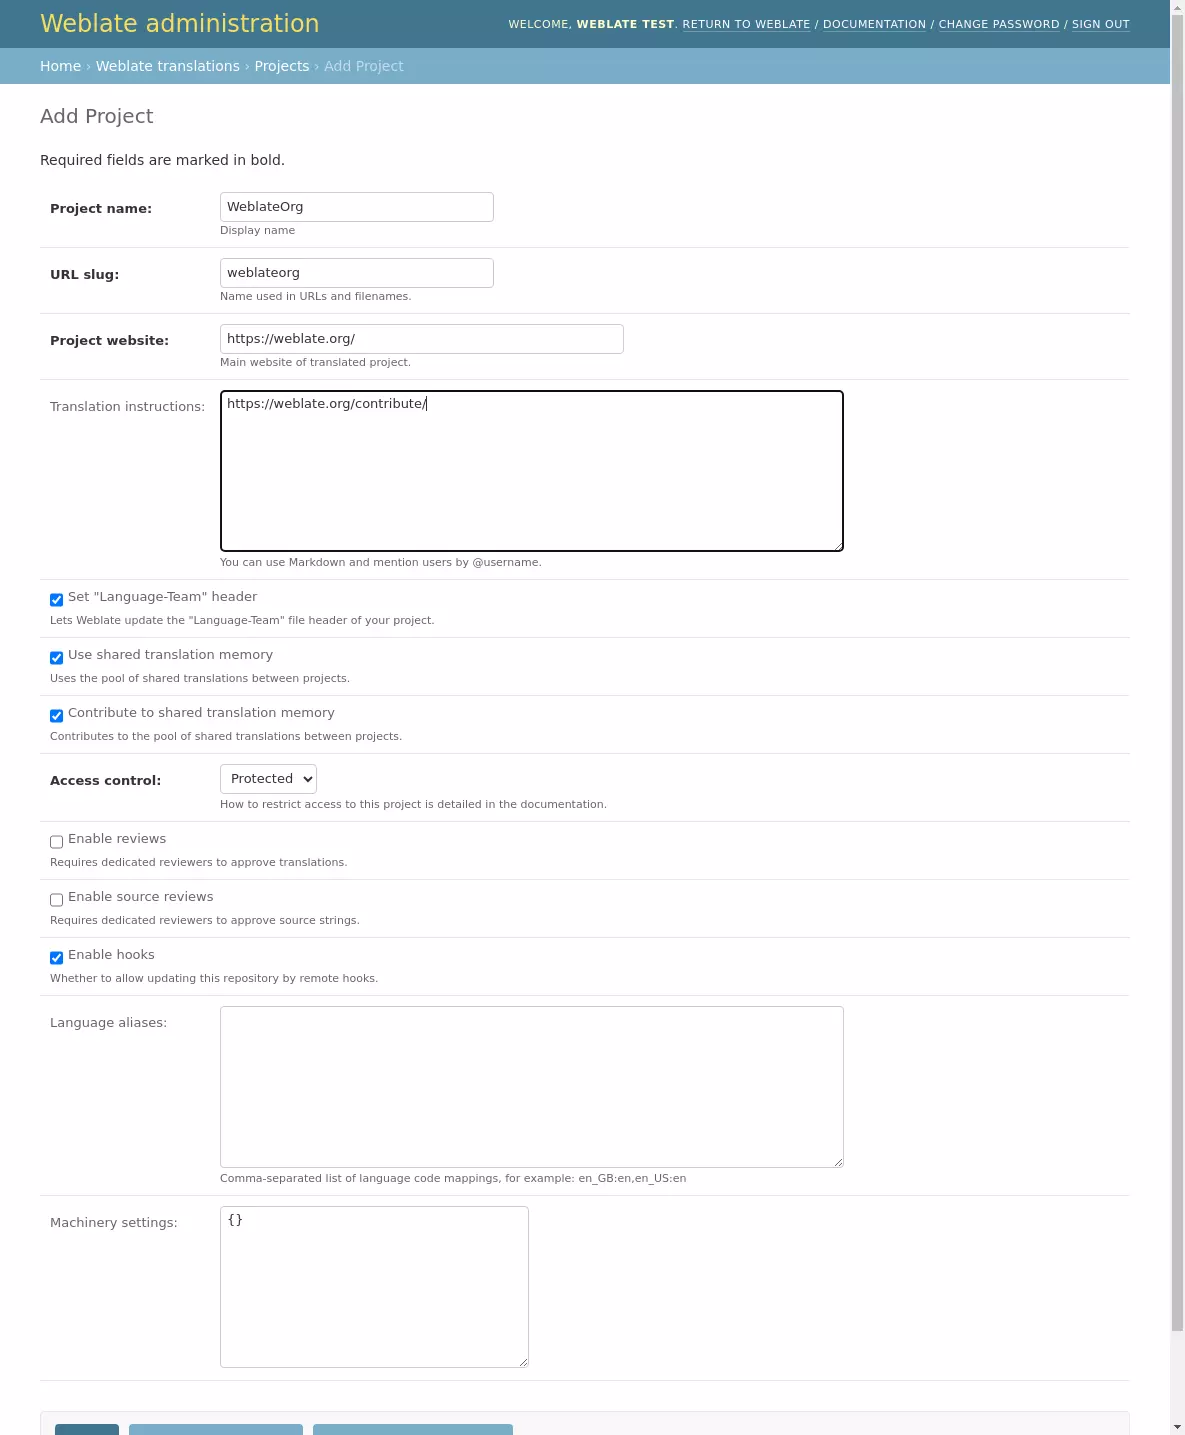 Weblate administration
WELCOME, WEBLATE TEST. RETURN TO WEBLATE / DOCUMENTATION / CHANGE PASSWORD / SIGN OUT
Home › Weblate translations › Projects › Add Project
Add Project
Required fields are marked in bold.
Project name: WeblateOrg
Display name
URL slug: weblateorg
Name used in URLs and filenames.
Project website: https://weblate.org/
Main website of translated project.
Translation instructions: https://weblate.org/contribute/
You can use Markdown and mention users by @username.
Set "Language-Team" header
Lets Weblate update the "Language-Team" file header of your project.
Use shared translation memory
Uses the pool of shared translations between projects.
Contribute to shared translation memory
Contributes to the pool of shared translations between projects.
Access control: Protected
How to restrict access to this project is detailed in the documentation.
Enable reviews
Requires dedicated reviewers to approve translations.
Enable source reviews
Requires dedicated reviewers to approve source strings.
Enable hooks
Whether to allow updating this repository by remote hooks.
Language aliases:
Comma-separated list of language code mappings, for example: en_GB:en,en_US:en
Machinery settings: {}